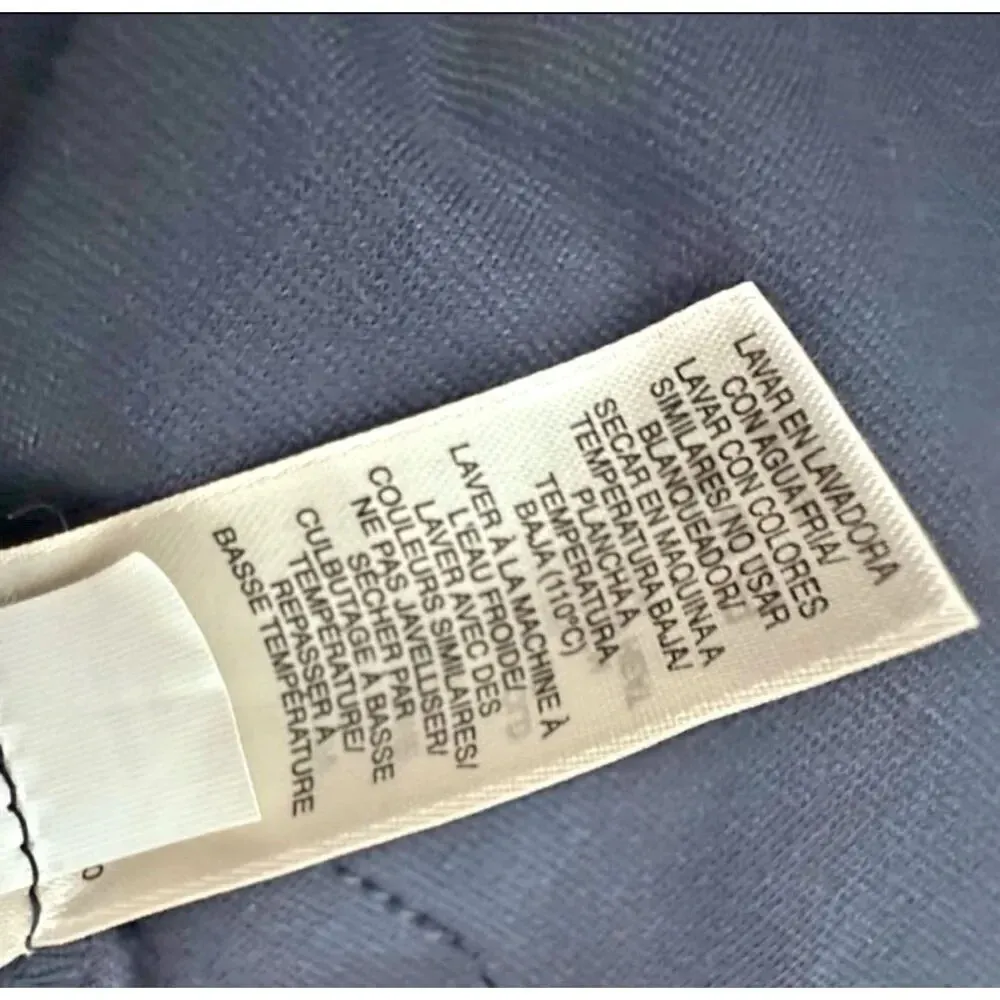 LAVAR EN LAVADORA
CON AGUA FRIA/
LAVAR CON COLORES
SIMILARES/ NO USAR
BLANQUEADOR/
SECAR EN MAQUINA A
TEMPERATURA BAJA/
PLANCHA A
TEMPERATURA
BAJA (110ºC)
LAVER À LA MACHINE À
L'EAU FROIDE/
LAVER AVEC DES
COULEURS SIMILAIRES/
NE PAS JAVELLISER/
SÉCHER PAR
CULBUTAGE À BASSE
TEMPÉRATURE/
REPASSER À
BASSE TEMPÉRATURE